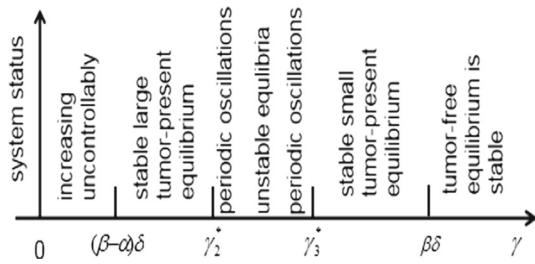 system status
increasing
uncontrollably
stable large
tumor-present
equilibrium
periodic oscillations
unstable equlibria
periodic oscillations
stable small
tumor-present
equilibrium
tumor-free
equilibrium is
stable
0
(β−α)δ
γ₂*
γ₃*
βδ
γ